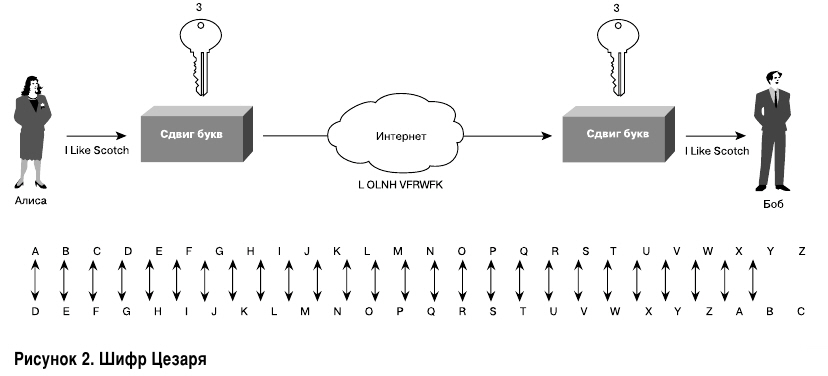 3 3
Сдвиг букв Интернет Сдвиг букв
I Like Scotch I Like Scotch
L OLNH VFRWFK
Алиса Боб
A B C D E F G H I J K L M N O P Q R S T U V W X Y Z
D E F G H I J K L M N O P Q R S T U V W X Y Z A B C
Рисунок 2. Шифр Цезаря